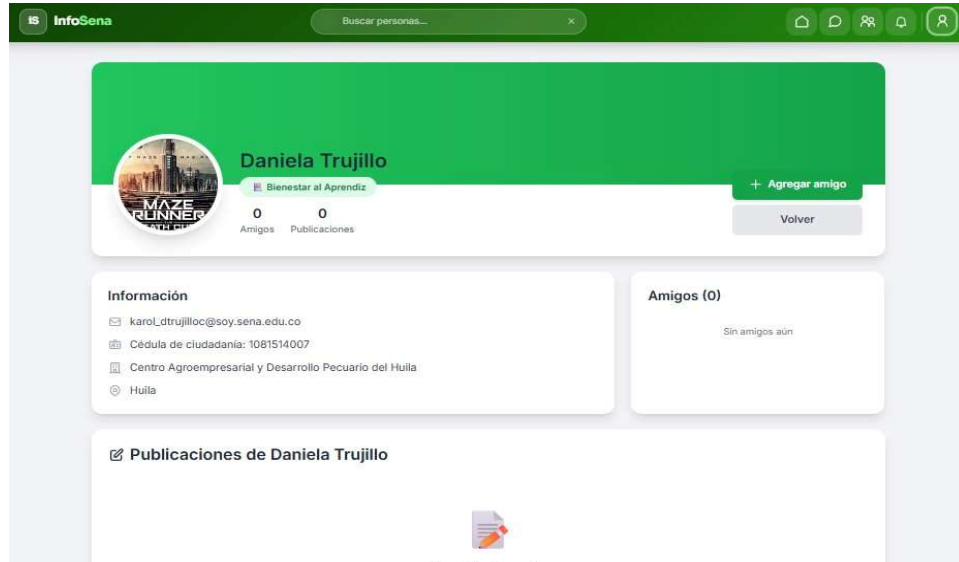 iS InfoSena
Buscar personas...
×
Daniela Trujillo
Bienestar al Aprendiz
0 0
Amigos Publicaciones
+ Agregar amigo
Volver
MAZE
RUNNER
Información
karol_dtrujilloc@soy.sena.edu.co
Cédula de ciudadanía: 1081514007
Centro Agroempresarial y Desarrollo Pecuario del Huila
Huila
Amigos (0)
Sin amigos aún
Publicaciones de Daniela Trujillo